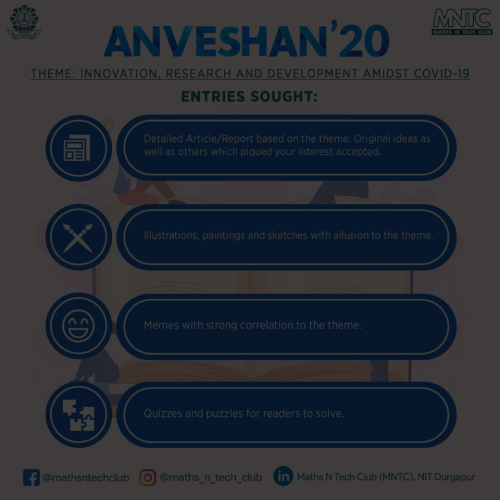 MNTC
MATHS N TECH CLUB
ANVESHAN'20
THEME: INNOVATION, RESEARCH AND DEVELOPMENT AMIDST COVID-19
ENTRIES SOUGHT:
Detailed Article/Report based on the theme. Original ideas as
well as others which piqued your interest accepted.
Illustrations, paintings and sketches with allusion to the theme.
Memes with strong correlation to the theme.
Quizzes and puzzles for readers to solve.
@mathsntechclub @maths_n_tech_club Maths N Tech Club (MNTC), NIT Durgapur